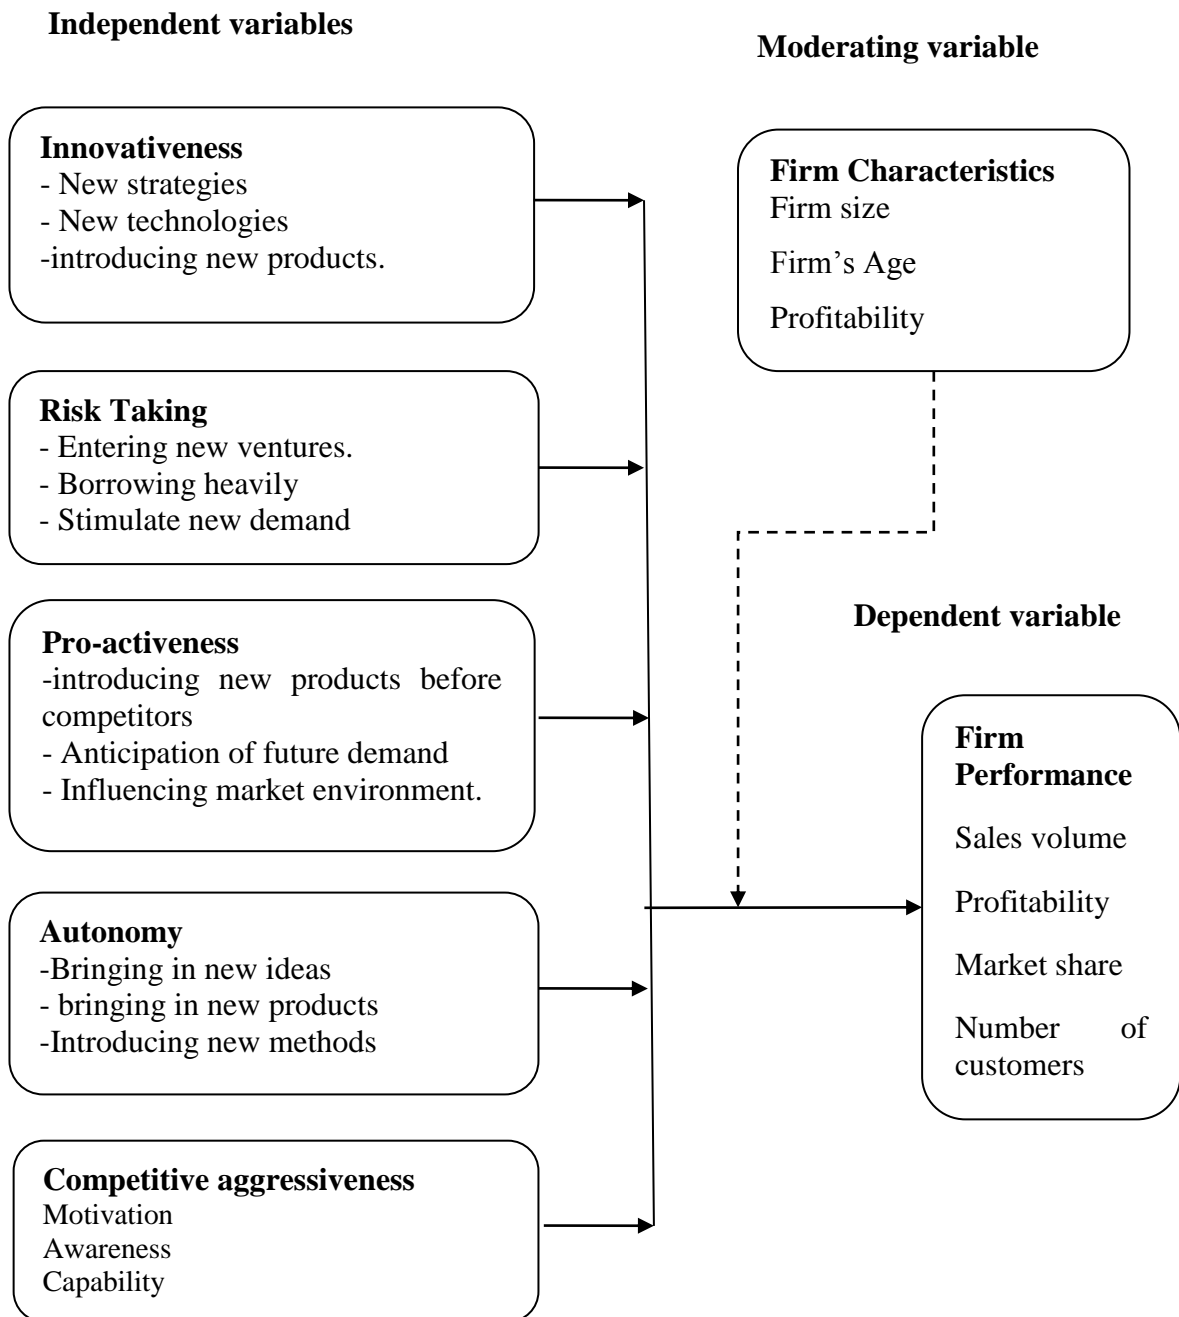 Independent variables
Moderating variable
Innovativeness
- New strategies
- New technologies
-introducing new products.
Firm Characteristics
Firm size
Firm’s Age
Profitability
Risk Taking
- Entering new ventures.
- Borrowing heavily
- Stimulate new demand
Pro-activeness
-introducing new products before
competitors
- Anticipation of future demand
- Influencing market environment.
Dependent variable
Firm
Performance
Sales volume
Profitability
Market share
Number of
customers
Autonomy
-Bringing in new ideas
- bringing in new products
-Introducing new methods
Competitive aggressiveness
Motivation
Awareness
Capability